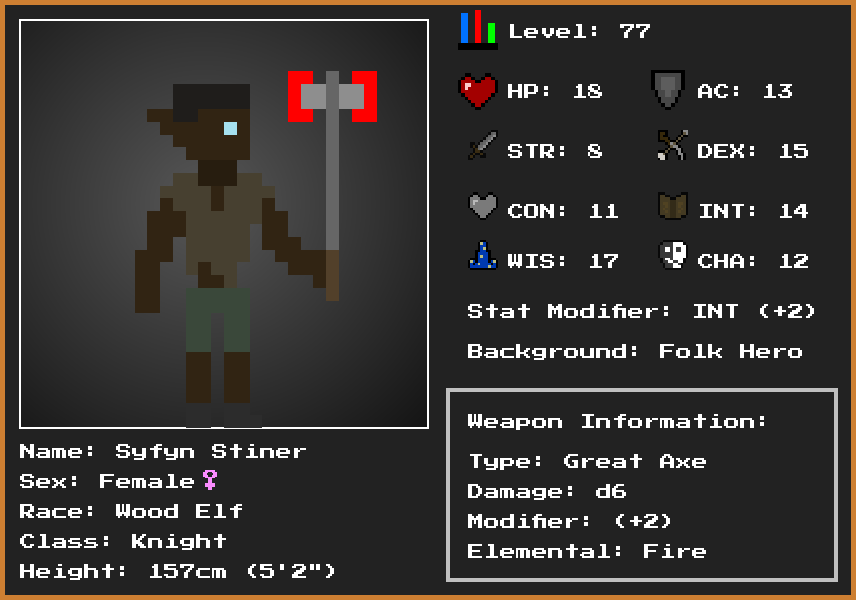 Level: 77
HP: 18 AC: 13
STR: 8 DEX: 15
CON: 11 INT: 14
WIS: 17 CHA: 12
Stat Modifier: INT (+2)
Background: Folk Hero
Weapon Information:
Type: Great Axe
Damage: d6
Modifier: (+2)
Elemental: Fire
Name: Syfyn Stiner
Sex: Female♀
Race: Wood Elf
Class: Knight
Height: 157cm (5'2")